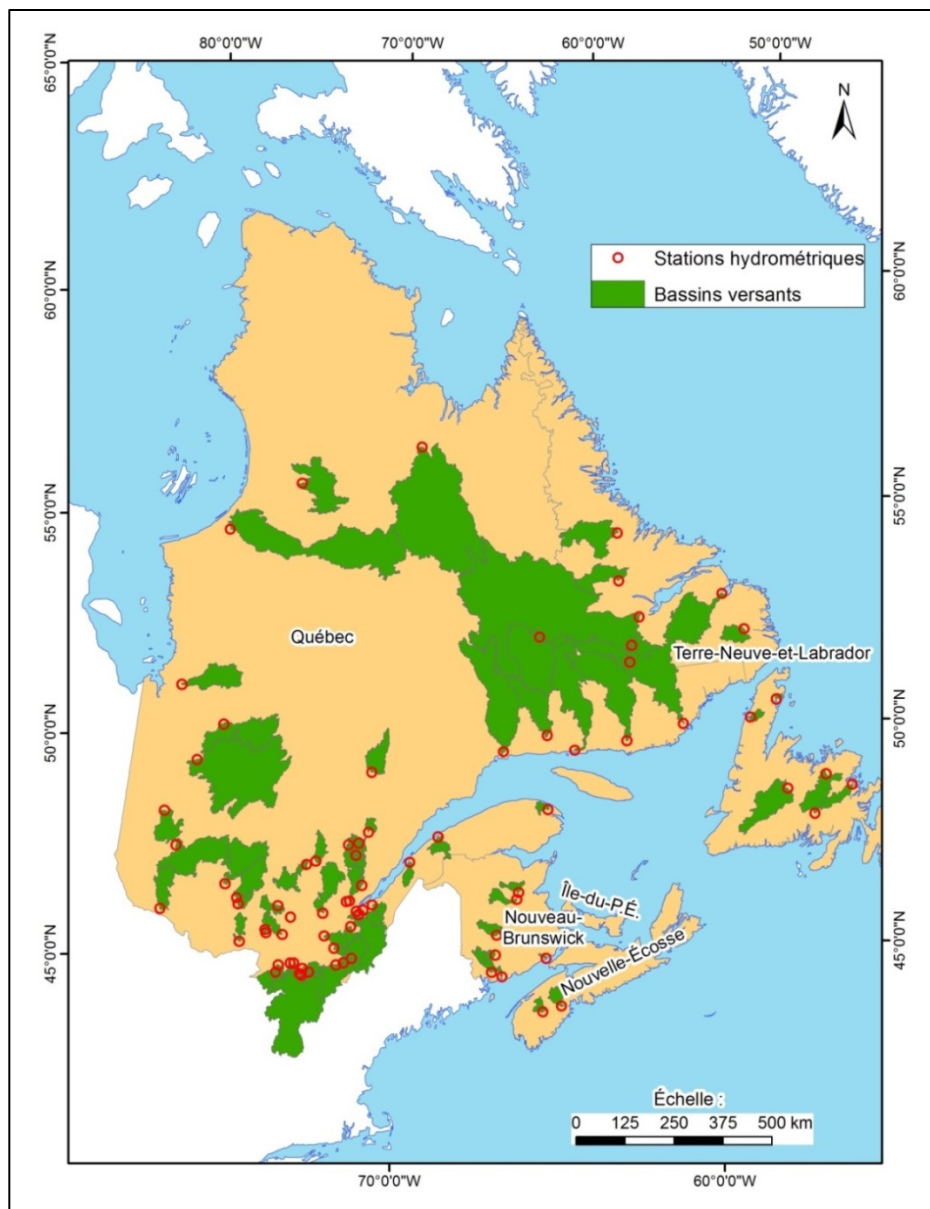 80°0'0"W 70°0'0"W 60°0'0"W 50°0'0"W
65°0'0"N
N
Stations hydrométriques
Bassins versants
60°0'0"N
60°0'0"N
55°0'0"N
55°0'0"N
Québec
Terre-Neuve-et-Labrador
50°0'0"N
50°0'0"N
Île-du-P.É.
Nouveau-
Brunswick
Nouvelle-Écosse
45°0'0"N
45°0'0"N
Échelle :
0 125 250 375 500 km
70°0'0"W 60°0'0"W